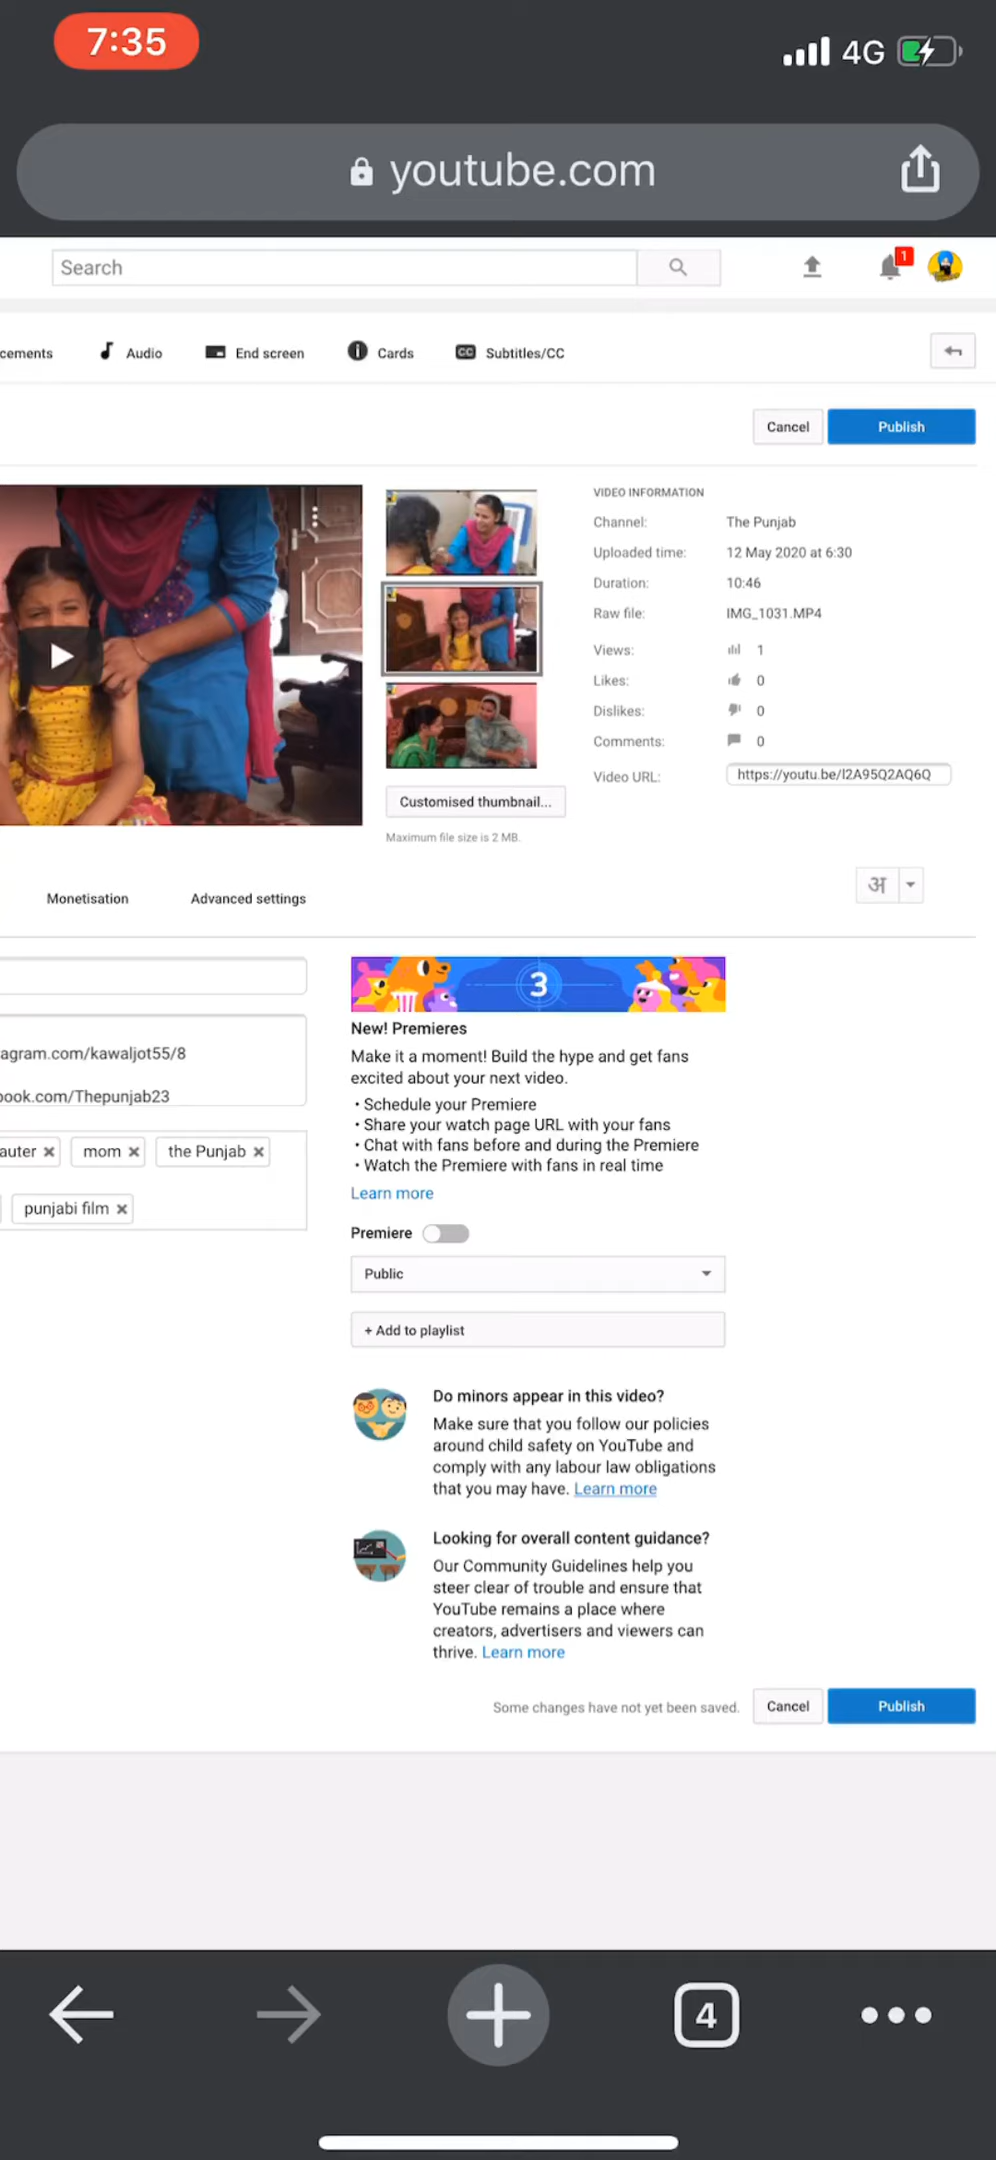 7:35
4G
youtube.com
Search
1
cements
Audio
End screen
Cards
CC
Subtitles/CC
Cancel
Publish
VIDEO INFORMATION
Channel: The Punjab
Uploaded time: 12 May 2020 at 6:30
Duration: 10:46
Raw file: IMG_1031.MP4
Views: 1
Likes: 0
Dislikes: 0
Comments: 0
Video URL: https://youtu.be/l2A95Q2AQ6Q
Customised thumbnail...
Maximum file size is 2 MB.
Monetisation
Advanced settings
अ
agram.com/kawaljot55/8
ook.com/Thepunjab23
auter
mom
the Punjab
punjabi film
3
New! Premieres
Make it a moment! Build the hype and get fans
excited about your next video.
• Schedule your Premiere
• Share your watch page URL with your fans
• Chat with fans before and during the Premiere
• Watch the Premiere with fans in real time
Learn more
Premiere
Public
+ Add to playlist
Do minors appear in this video?
Make sure that you follow our policies
around child safety on YouTube and
comply with any labour law obligations
that you may have. Learn more
Looking for overall content guidance?
Our Community Guidelines help you
steer clear of trouble and ensure that
YouTube remains a place where
creators, advertisers and viewers can
thrive. Learn more
Some changes have not yet been saved.
Cancel
Publish
4